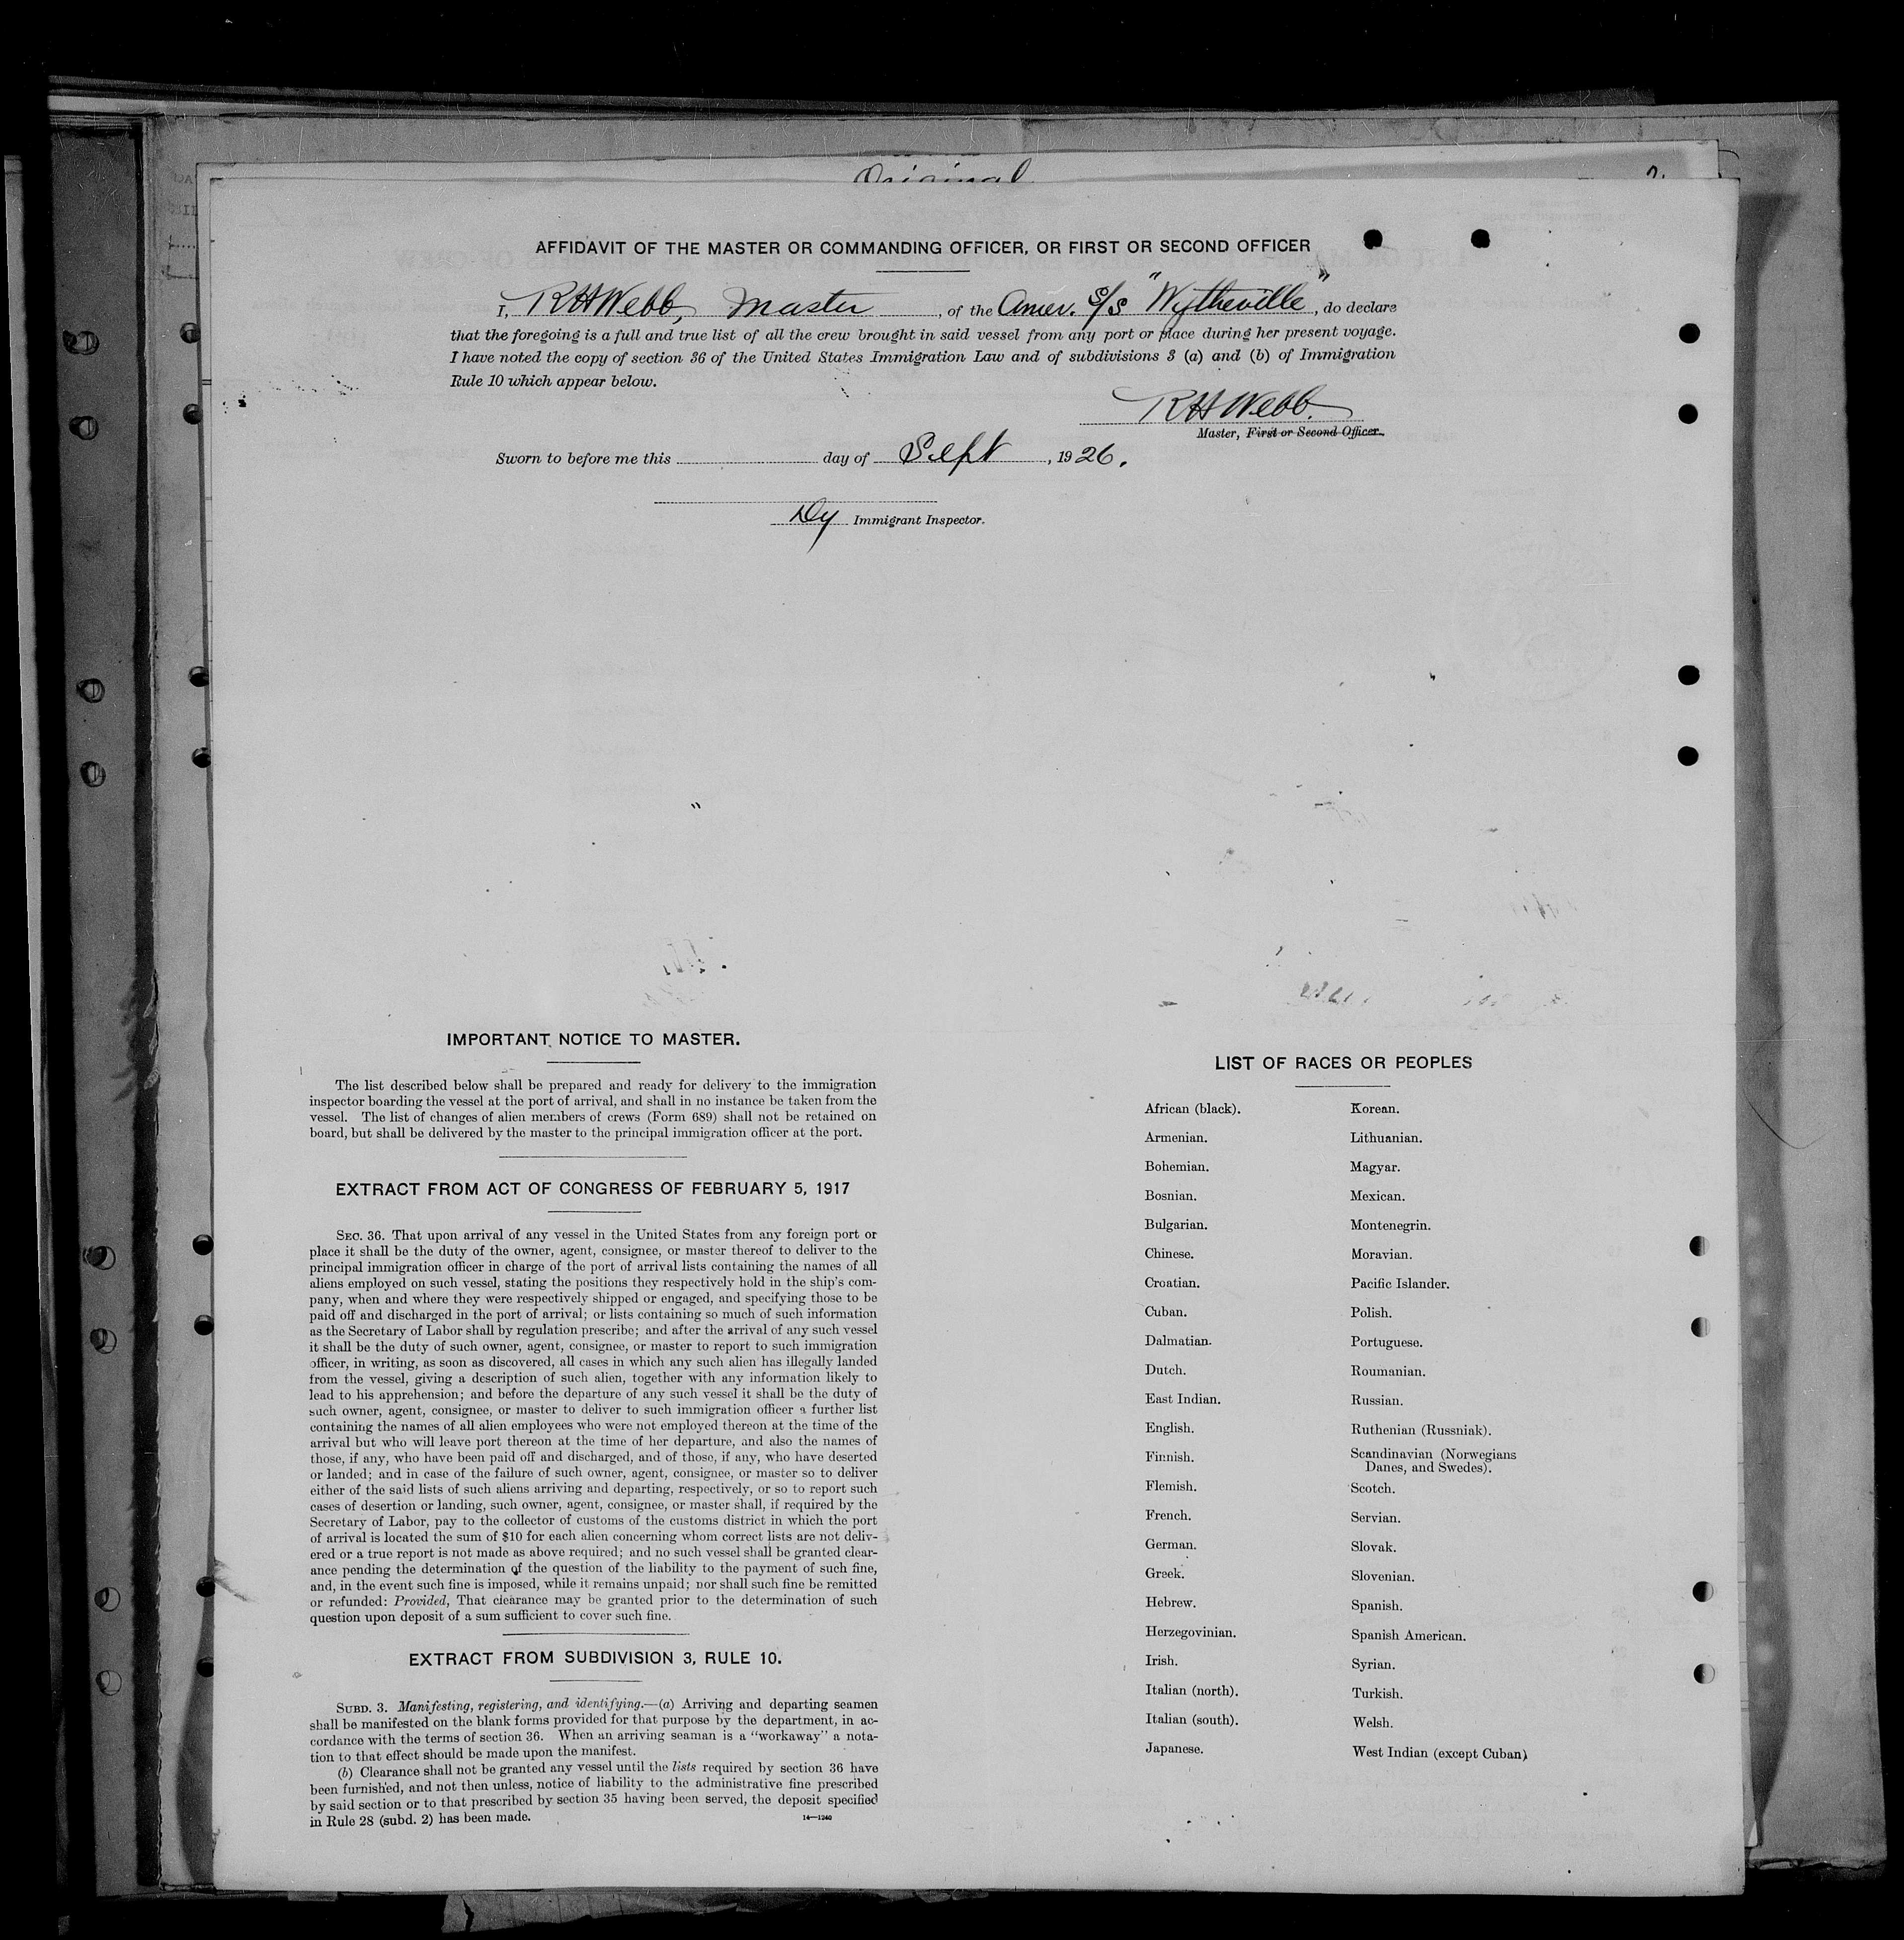 Original
AFFIDAVIT OF THE MASTER OR COMMANDING OFFICER, OR FIRST OR SECOND OFFICER
I, RHWebb, Master, of the Amer. S/S "Wytheville", do declare
that the foregoing is a full and true list of all the crew brought in said vessel from any port or place during her present voyage.
I have noted the copy of section 36 of the United States Immigration Law and of subdivisions 3 (a) and (b) of Immigration
Rule 10 which appear below.
RHWebb.
Master, First or Second Officer.
Sworn to before me this day of Sept, 1926.
Dy Immigrant Inspector.
IMPORTANT NOTICE TO MASTER.
The list described below shall be prepared and ready for delivery to the immigration
inspector boarding the vessel at the port of arrival, and shall in no instance be taken from the
vessel. The list of changes of alien members of crews (Form 689) shall not be retained on
board, but shall be delivered by the master to the principal immigration officer at the port.
EXTRACT FROM ACT OF CONGRESS OF FEBRUARY 5, 1917
SEC. 36. That upon arrival of any vessel in the United States from any foreign port or
place it shall be the duty of the owner, agent, consignee, or master thereof to deliver to the
principal immigration officer in charge of the port of arrival lists containing the names of all
aliens employed on such vessel, stating the positions they respectively hold in the ship's com-
pany, when and where they were respectively shipped or engaged, and specifying those to be
paid off and discharged in the port of arrival; or lists containing so much of such information
as the Secretary of Labor shall by regulation prescribe; and after the arrival of any such vessel
it shall be the duty of such owner, agent, consignee, or master to report to such immigration
officer, in writing, as soon as discovered, all cases in which any such alien has illegally landed
from the vessel, giving a description of such alien, together with any information likely to
lead to his apprehension; and before the departure of any such vessel it shall be the duty of
such owner, agent, consignee, or master to deliver to such immigration officer a further list
containing the names of all alien employees who were not employed thereon at the time of the
arrival but who will leave port thereon at the time of her departure, and also the names of
those, if any, who have been paid off and discharged, and of those, if any, who have deserted
or landed; and in case of the failure of such owner, agent, consignee, or master so to deliver
either of the said lists of such aliens arriving and departing, respectively, or so to report such
cases of desertion or landing, such owner, agent, consignee, or master shall, if required by the
Secretary of Labor, pay to the collector of customs of the customs district in which the port
of arrival is located the sum of $10 for each alien concerning whom correct lists are not deliv-
ered or a true report is not made as above required; and no such vessel shall be granted clear-
ance pending the determination of the question of the liability to the payment of such fine,
and, in the event such fine is imposed, while it remains unpaid; nor shall such fine be remitted
or refunded: Provided, That clearance may be granted prior to the determination of such
question upon deposit of a sum sufficient to cover such fine.
EXTRACT FROM SUBDIVISION 3, RULE 10.
SUBD. 3. Manifesting, registering, and identifying.—(a) Arriving and departing seamen
shall be manifested on the blank forms provided for that purpose by the department, in ac-
cordance with the terms of section 36. When an arriving seaman is a "workaway" a nota-
tion to that effect should be made upon the manifest.
(b) Clearance shall not be granted any vessel until the lists required by section 36 have
been furnished, and not then unless, notice of liability to the administrative fine prescribed
by said section or to that prescribed by section 35 having been served, the deposit specified
in Rule 28 (subd. 2) has been made.
14—1240
LIST OF RACES OR PEOPLES
African (black).
Armenian.
Bohemian.
Bosnian.
Bulgarian.
Chinese.
Croatian.
Cuban.
Dalmatian.
Dutch.
East Indian.
English.
Finnish.
Flemish.
French.
German.
Greek.
Hebrew.
Herzegovinian.
Irish.
Italian (north).
Italian (south).
Japanese.
Korean.
Lithuanian.
Magyar.
Mexican.
Montenegrin.
Moravian.
Pacific Islander.
Polish.
Portuguese.
Roumanian.
Russian.
Ruthenian (Russniak).
Scandinavian (Norwegians
Danes, and Swedes).
Scotch.
Servian.
Slovak.
Slovenian.
Spanish.
Spanish American.
Syrian.
Turkish.
Welsh.
West Indian (except Cuban)